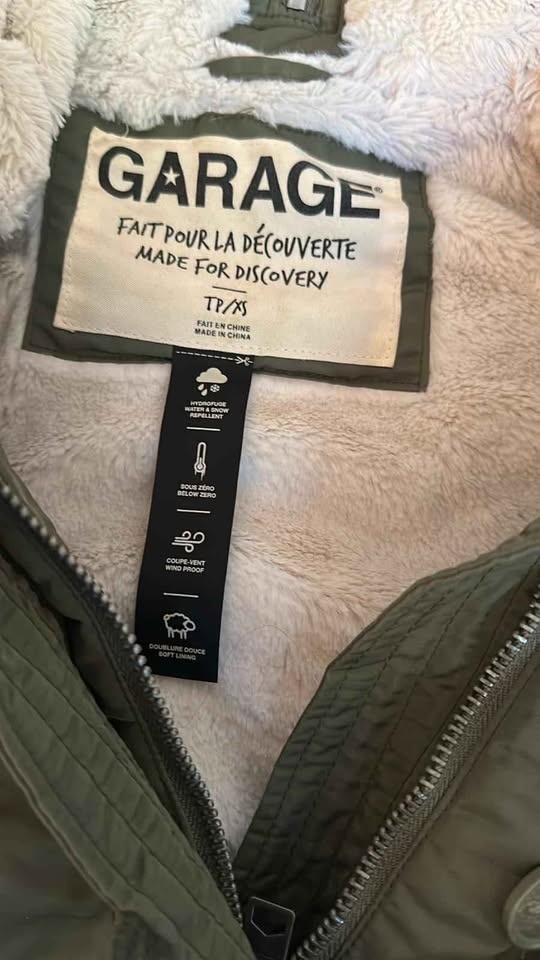 GARAGE®
FAIT POUR LA DÉCOUVERTE
MADE FOR DISCOVERY
TP/XS
FAIT EN CHINE
MADE IN CHINA
HYDROFUGE
WATER & SNOW
REPELLENT
SOUS ZÉRO
BELOW ZERO
COUPE-VENT
WIND PROOF
DOUBLURE DOUCE
SOFT LINING